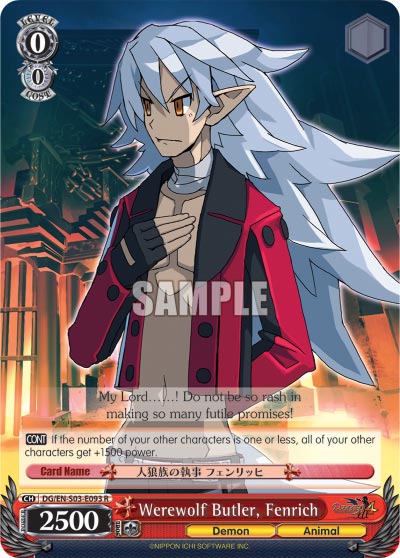 LEVEL
0
0
COST
SAMPLE
My Lord……! Do not be so rash in
making so many futile promises!
CONT If the number of your other characters is one or less, all of your other
characters get +1500 power.
Card Name 人狼族の執事 フェンリッヒ
CH DG/EN-S03-E093 R
2500
Werewolf Butler, Fenrich
Demon Animal
©NIPPON ICHI SOFTWARE INC.